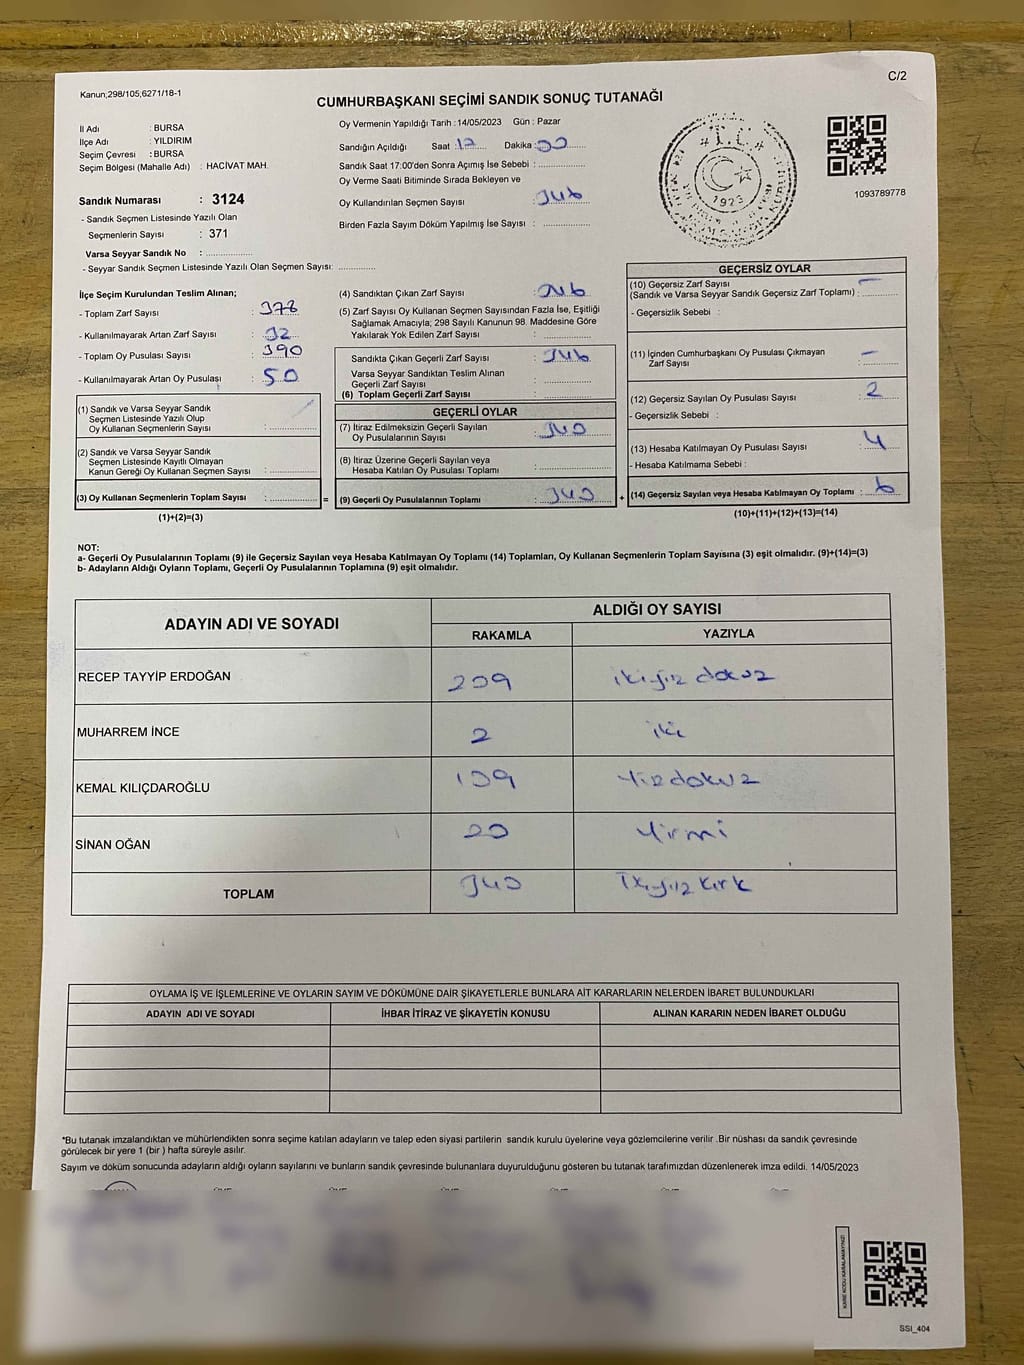 C/2
Kanun,298/105,6271/18-1
CUMHURBAŞKANI SEÇİMİ SANDIK SONUÇ TUTANAĞI
İl Adı : BURSA
İlçe Adı : YILDIRIM
Seçim Çevresi : BURSA
Seçim Bölgesi (Mahalle Adı) : HACİVAT MAH.
Sandık Numarası : 3124
- Sandık Seçmen Listesinde Yazılı Olan
Seçmenlerin Sayısı : 371
Varsa Seyyar Sandık No :
- Seyyar Sandık Seçmen Listesinde Yazılı Olan Seçmen Sayısı:
Oy Vermenin Yapıldığı Tarih :14/05/2023 Gün : Pazar
Sandığın Açıldığı Saat :17 Dakika :00
Sandık Saat 17:00'den Sonra Açımış İse Sebebi :
Oy Verme Saati Bitiminde Sırada Bekleyen ve
Oy Kullandırılan Seçmen Sayısı : 346
Birden Fazla Sayım Döküm Yapılmış İse Sayısı :
T.C.
1923
1093789778
İlçe Seçim Kurulundan Teslim Alınan;
- Toplam Zarf Sayısı : 378
- Kullanılmayarak Artan Zarf Sayısı : 32
- Toplam Oy Pusulası Sayısı : 390
- Kullanılmayarak Artan Oy Pusulası : 50
(1) Sandık ve Varsa Seyyar Sandık
Seçmen Listesinde Yazılı Olup
Oy Kullanan Seçmenlerin Sayısı :
(2) Sandık ve Varsa Seyyar Sandık
Seçmen Listesinde Kayıtlı Olmayan
Kanun Gereği Oy Kullanan Seçmen Sayısı :
(3) Oy Kullanan Seçmenlerin Toplam Sayısı : =
(1)+(2)=(3)
(4) Sandıktan Çıkan Zarf Sayısı : 346
(5) Zarf Sayısı Oy Kullanan Seçmen Sayısından Fazla İse, Eşitliği
Sağlamak Amacıyla; 298 Sayılı Kanunun 98. Maddesine Göre
Yakılarak Yok Edilen Zarf Sayısı :
Sandıkta Çıkan Geçerli Zarf Sayısı : 346
Varsa Seyyar Sandıktan Teslim Alınan
Geçerli Zarf Sayısı :
(6) Toplam Geçerli Zarf Sayısı :
GEÇERLİ OYLAR
(7) İtiraz Edilmeksizin Geçerli Sayılan
Oy Pusulalarının Sayısı : 340
(8) İtiraz Üzerine Geçerli Sayılan veya
Hesaba Katılan Oy Pusulası Toplamı :
(9) Geçerli Oy Pusulalarının Toplamı : 340 +
GEÇERSİZ OYLAR
(10) Geçersiz Zarf Sayısı —
(Sandık ve Varsa Seyyar Sandık Geçersiz Zarf Toplamı) :
- Geçersizlik Sebebi :
(11) İçinden Cumhurbaşkanı Oy Pusulası Çıkmayan
Zarf Sayısı : —
(12) Geçersiz Sayılan Oy Pusulası Sayısı : 2
- Geçersizlik Sebebi :
(13) Hesaba Katılmayan Oy Pusulası Sayısı : 4
- Hesaba Katılmama Sebebi :
(14) Geçersiz Sayılan veya Hesaba Katılmayan Oy Toplamı : 6
(10)+(11)+(12)+(13)=(14)
NOT:
a- Geçerli Oy Pusulalarının Toplamı (9) ile Geçersiz Sayılan veya Hesaba Katılmayan Oy Toplamı (14) Toplamları, Oy Kullanan Seçmenlerin Toplam Sayısına (3) eşit olmalıdır. (9)+(14)=(3)
b- Adayların Aldığı Oyların Toplamı, Geçerli Oy Pusulalarının Toplamına (9) eşit olmalıdır.
ADAYIN ADI VE SOYADI ALDIĞI OY SAYISI
RAKAMLA YAZIYLA
RECEP TAYYİP ERDOĞAN 209 ikiyüz dokuz
MUHARREM İNCE 2 iki
KEMAL KILIÇDAROĞLU 109 Yüzdokuz
SİNAN OĞAN 20 Yirmi
TOPLAM 340 İkiyüz kırk
OYLAMA İŞ VE İŞLEMLERİNE VE OYLARIN SAYIM VE DÖKÜMÜNE DAİR ŞİKAYETLERLE BUNLARA AİT KARARLARIN NELERDEN İBARET BULUNDUKLARI
ADAYIN ADI VE SOYADI İHBAR İTİRAZ VE ŞİKAYETİN KONUSU ALINAN KARARIN NEDEN İBARET OLDUĞU
*Bu tutanak imzalandıktan ve mühürlendikten sonra seçime katılan adayların ve talep eden siyasi partilerin sandık kurulu üyelerine veya gözlemcilerine verilir .Bir nüshası da sandık çevresinde
görülecek bir yere 1 (bir ) hafta süreyle asılır.
Sayım ve döküm sonucunda adayların aldığı oyların sayılarını ve bunların sandık çevresinde bulunanlara duyurulduğunu gösteren bu tutanak tarafımızdan düzenlenerek imza edildi. 14/05/2023
KARE KODU KARALAMAYINIZ!
SSI_404